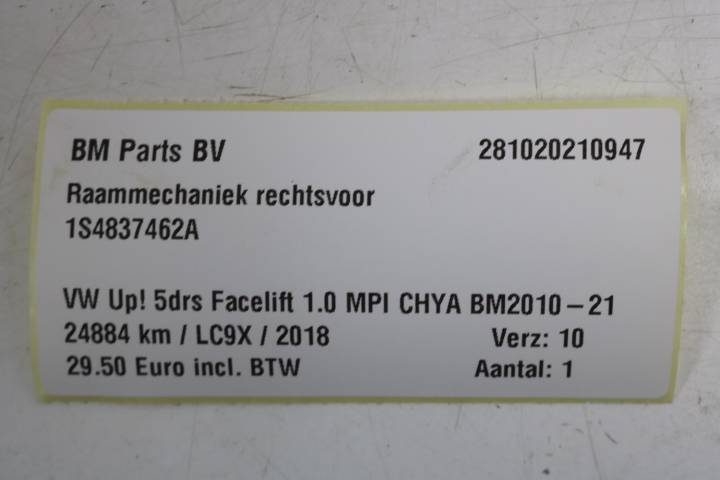 BM Parts BV 281020210947
Raammechaniek rechtsvoor
1S4837462A
VW Up! 5drs Facelift 1.0 MPI CHYA BM2010-21
24884 km / LC9X / 2018 Verz: 10
29.50 Euro incl. BTW Aantal: 1